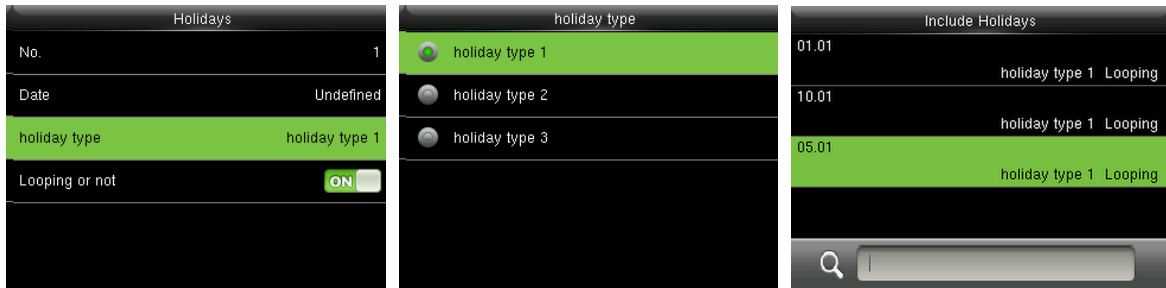 Holidays
No. 1
Date Undefined
holiday type holiday type 1
Looping or not ON
holiday type
holiday type 1
holiday type 2
holiday type 3
Include Holidays
01.01
holiday type 1 Looping
10.01
holiday type 1 Looping
05.01
holiday type 1 Looping